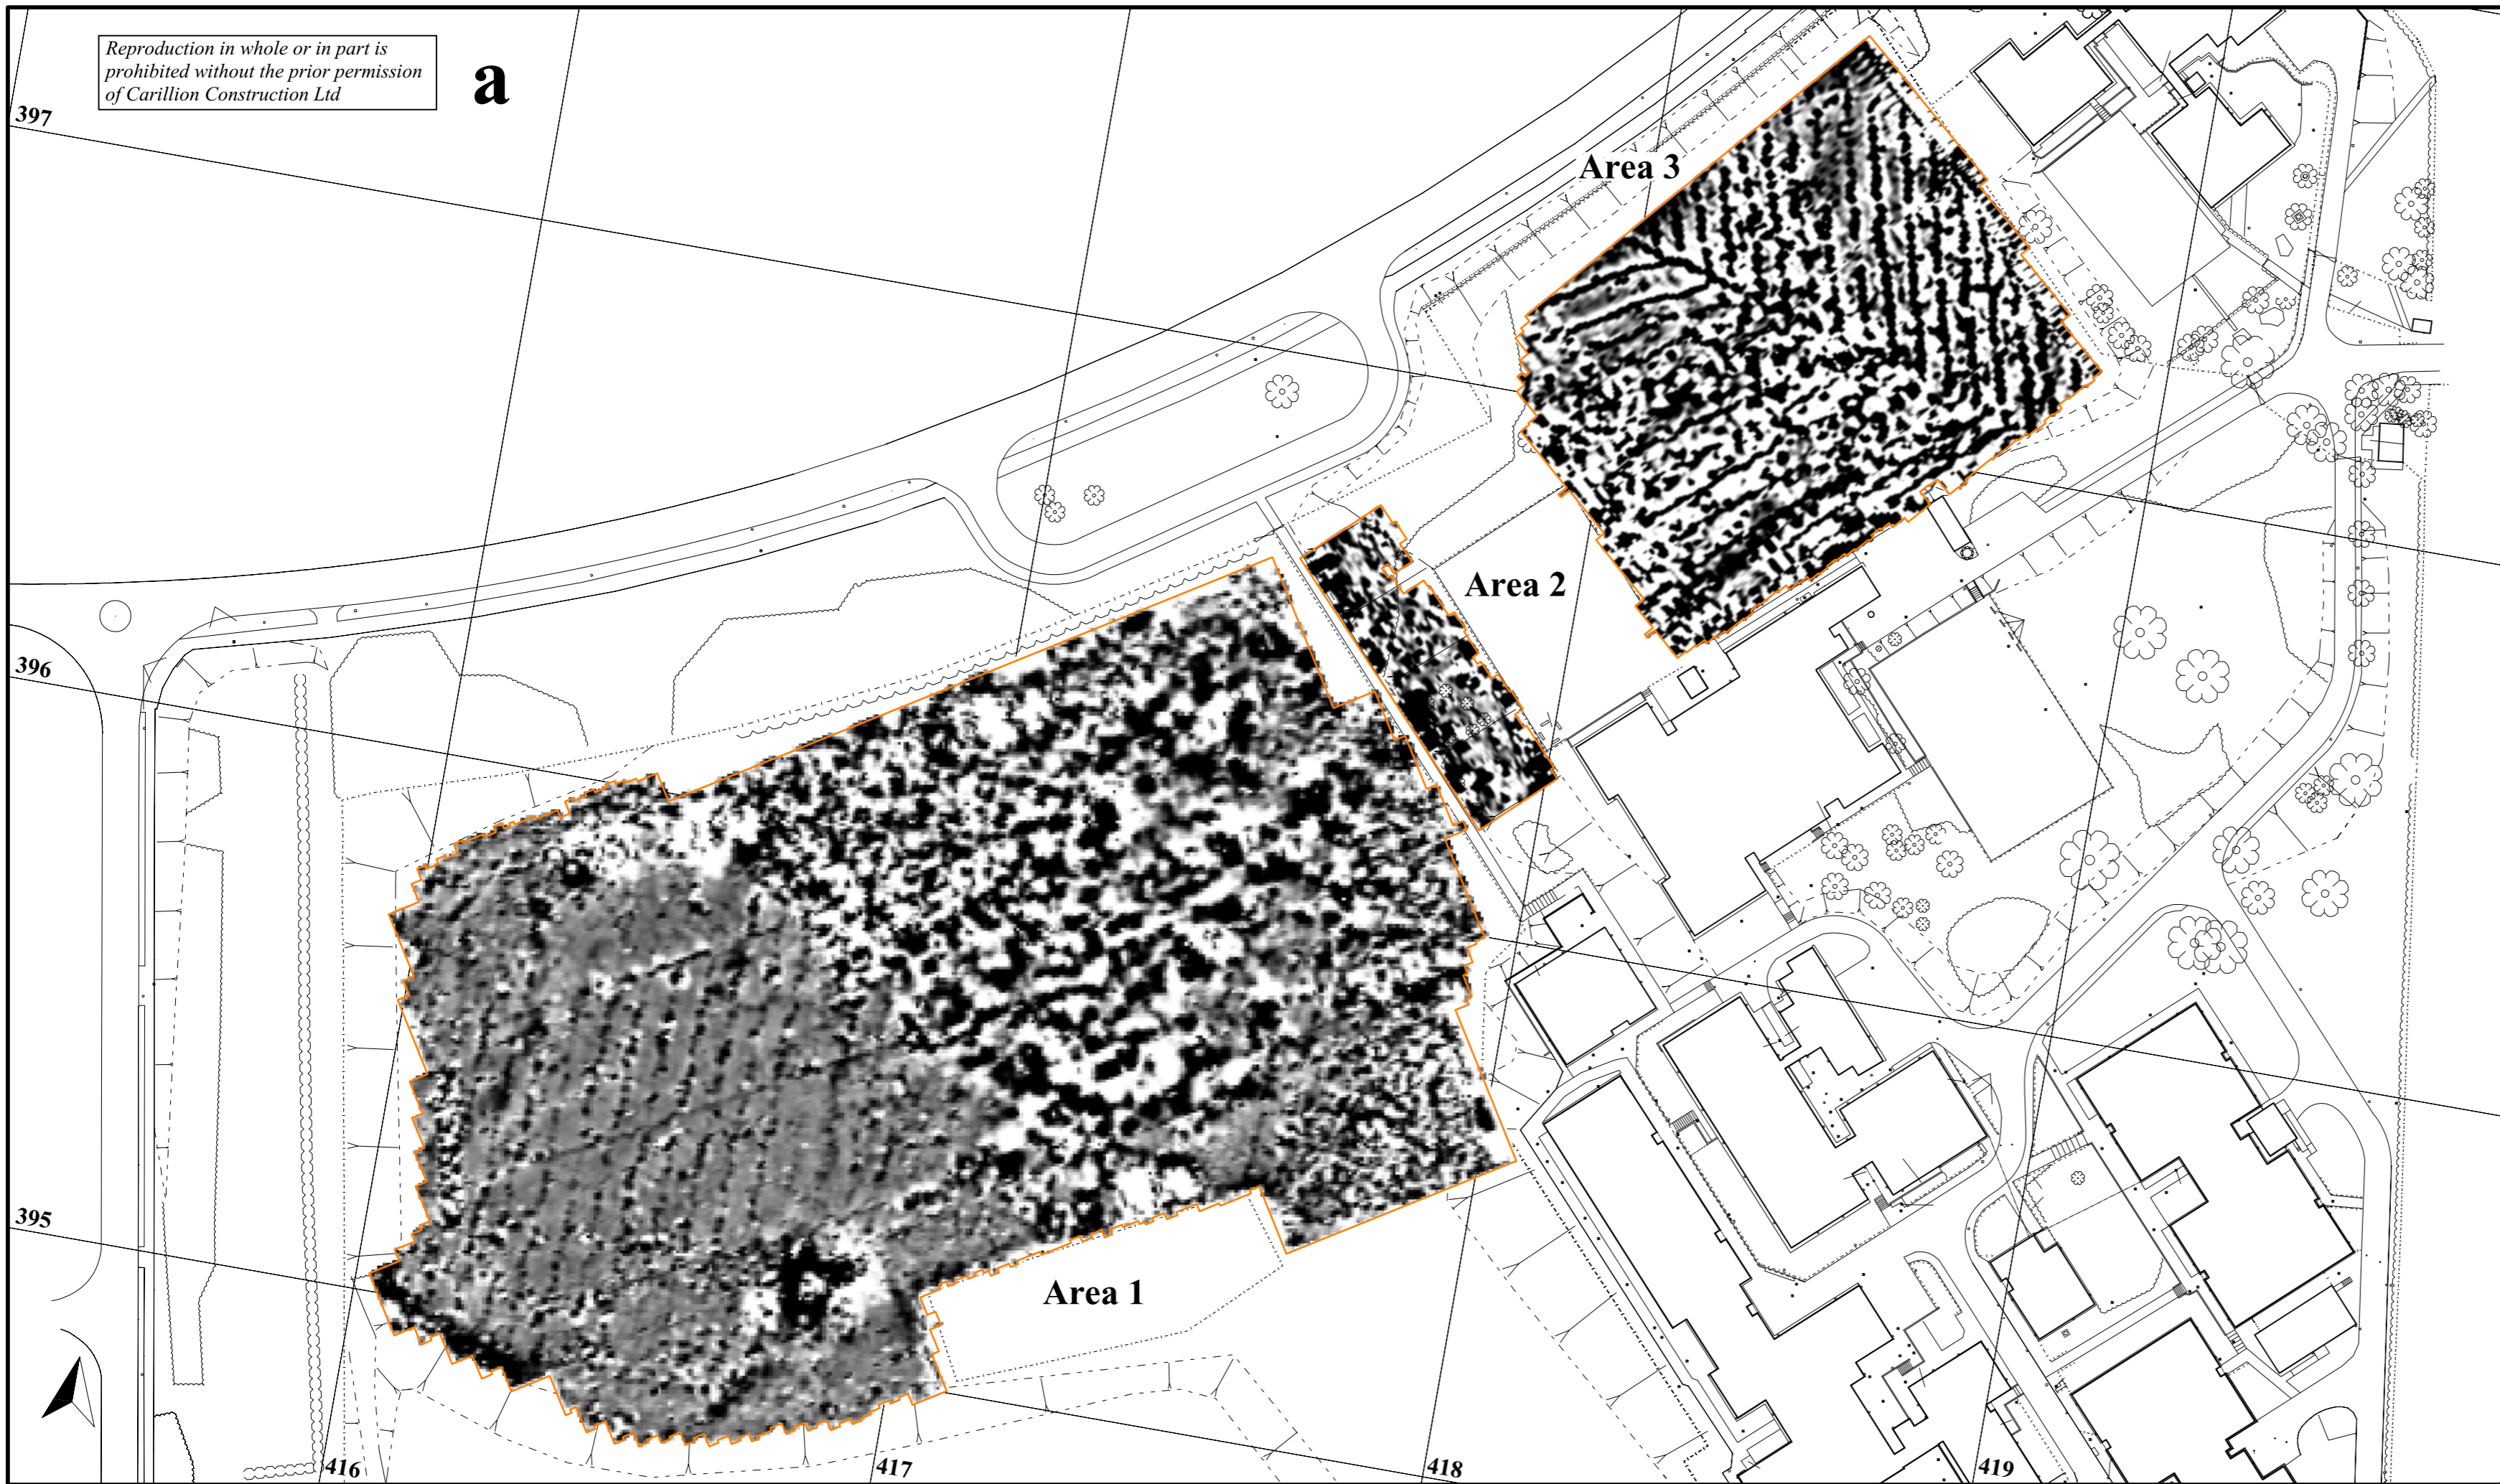 Reproduction in whole or in part is
prohibited without the prior permission
of Carillion Construction Ltd
a
397
Area 3
Area 2
396
395
Area 1
416
417
418
419